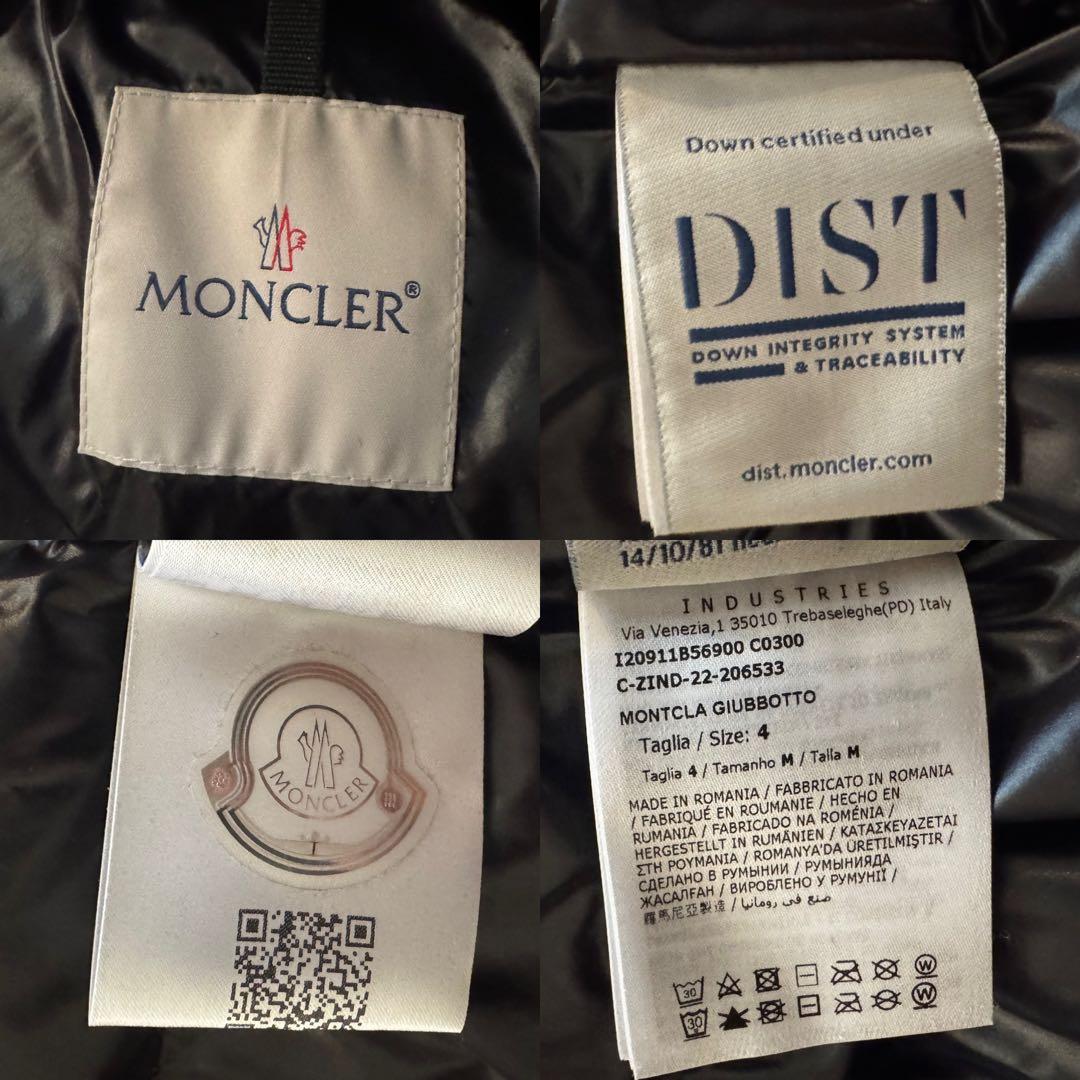 MONCLER®
Down certified under
DIST
DOWN INTEGRITY SYSTEM
& TRACEABILITY
dist.moncler.com
MONCLER
14/10/81
INDUSTRIES
Via Venezia,1 35010 Trebaseleghe(PD) Italy
I20911B56900 C0300
C-ZIND-22-206533
MONTCLA GIUBBOTTO
Taglia / Size: 4
Taglia 4 / Tamanho M / Talla M
MADE IN ROMANIA / FABBRICATO IN ROMANIA
/ FABRIQUÉ EN ROUMANIE / HECHO EN
RUMANIA / FABRICADO NA ROMÉNIA /
HERGESTELLT IN RUMÄNIEN / ΚΑΤΑΣΚΕΥΑΖΕΤΑΙ
ΣΤΗ ΡΟΥΜΑΝΙΑ / ROMANYA'DA ÜRETILMIŞTIR /
СДЕЛАНО В РУМЫНИИ / РУМЫНИЯДА
ЖАСАЛҒАН / ВИРОБЛЕНО У РУМУНІЇ /
羅馬尼亞製造 / صنع في رومانيا
30 W
30 W